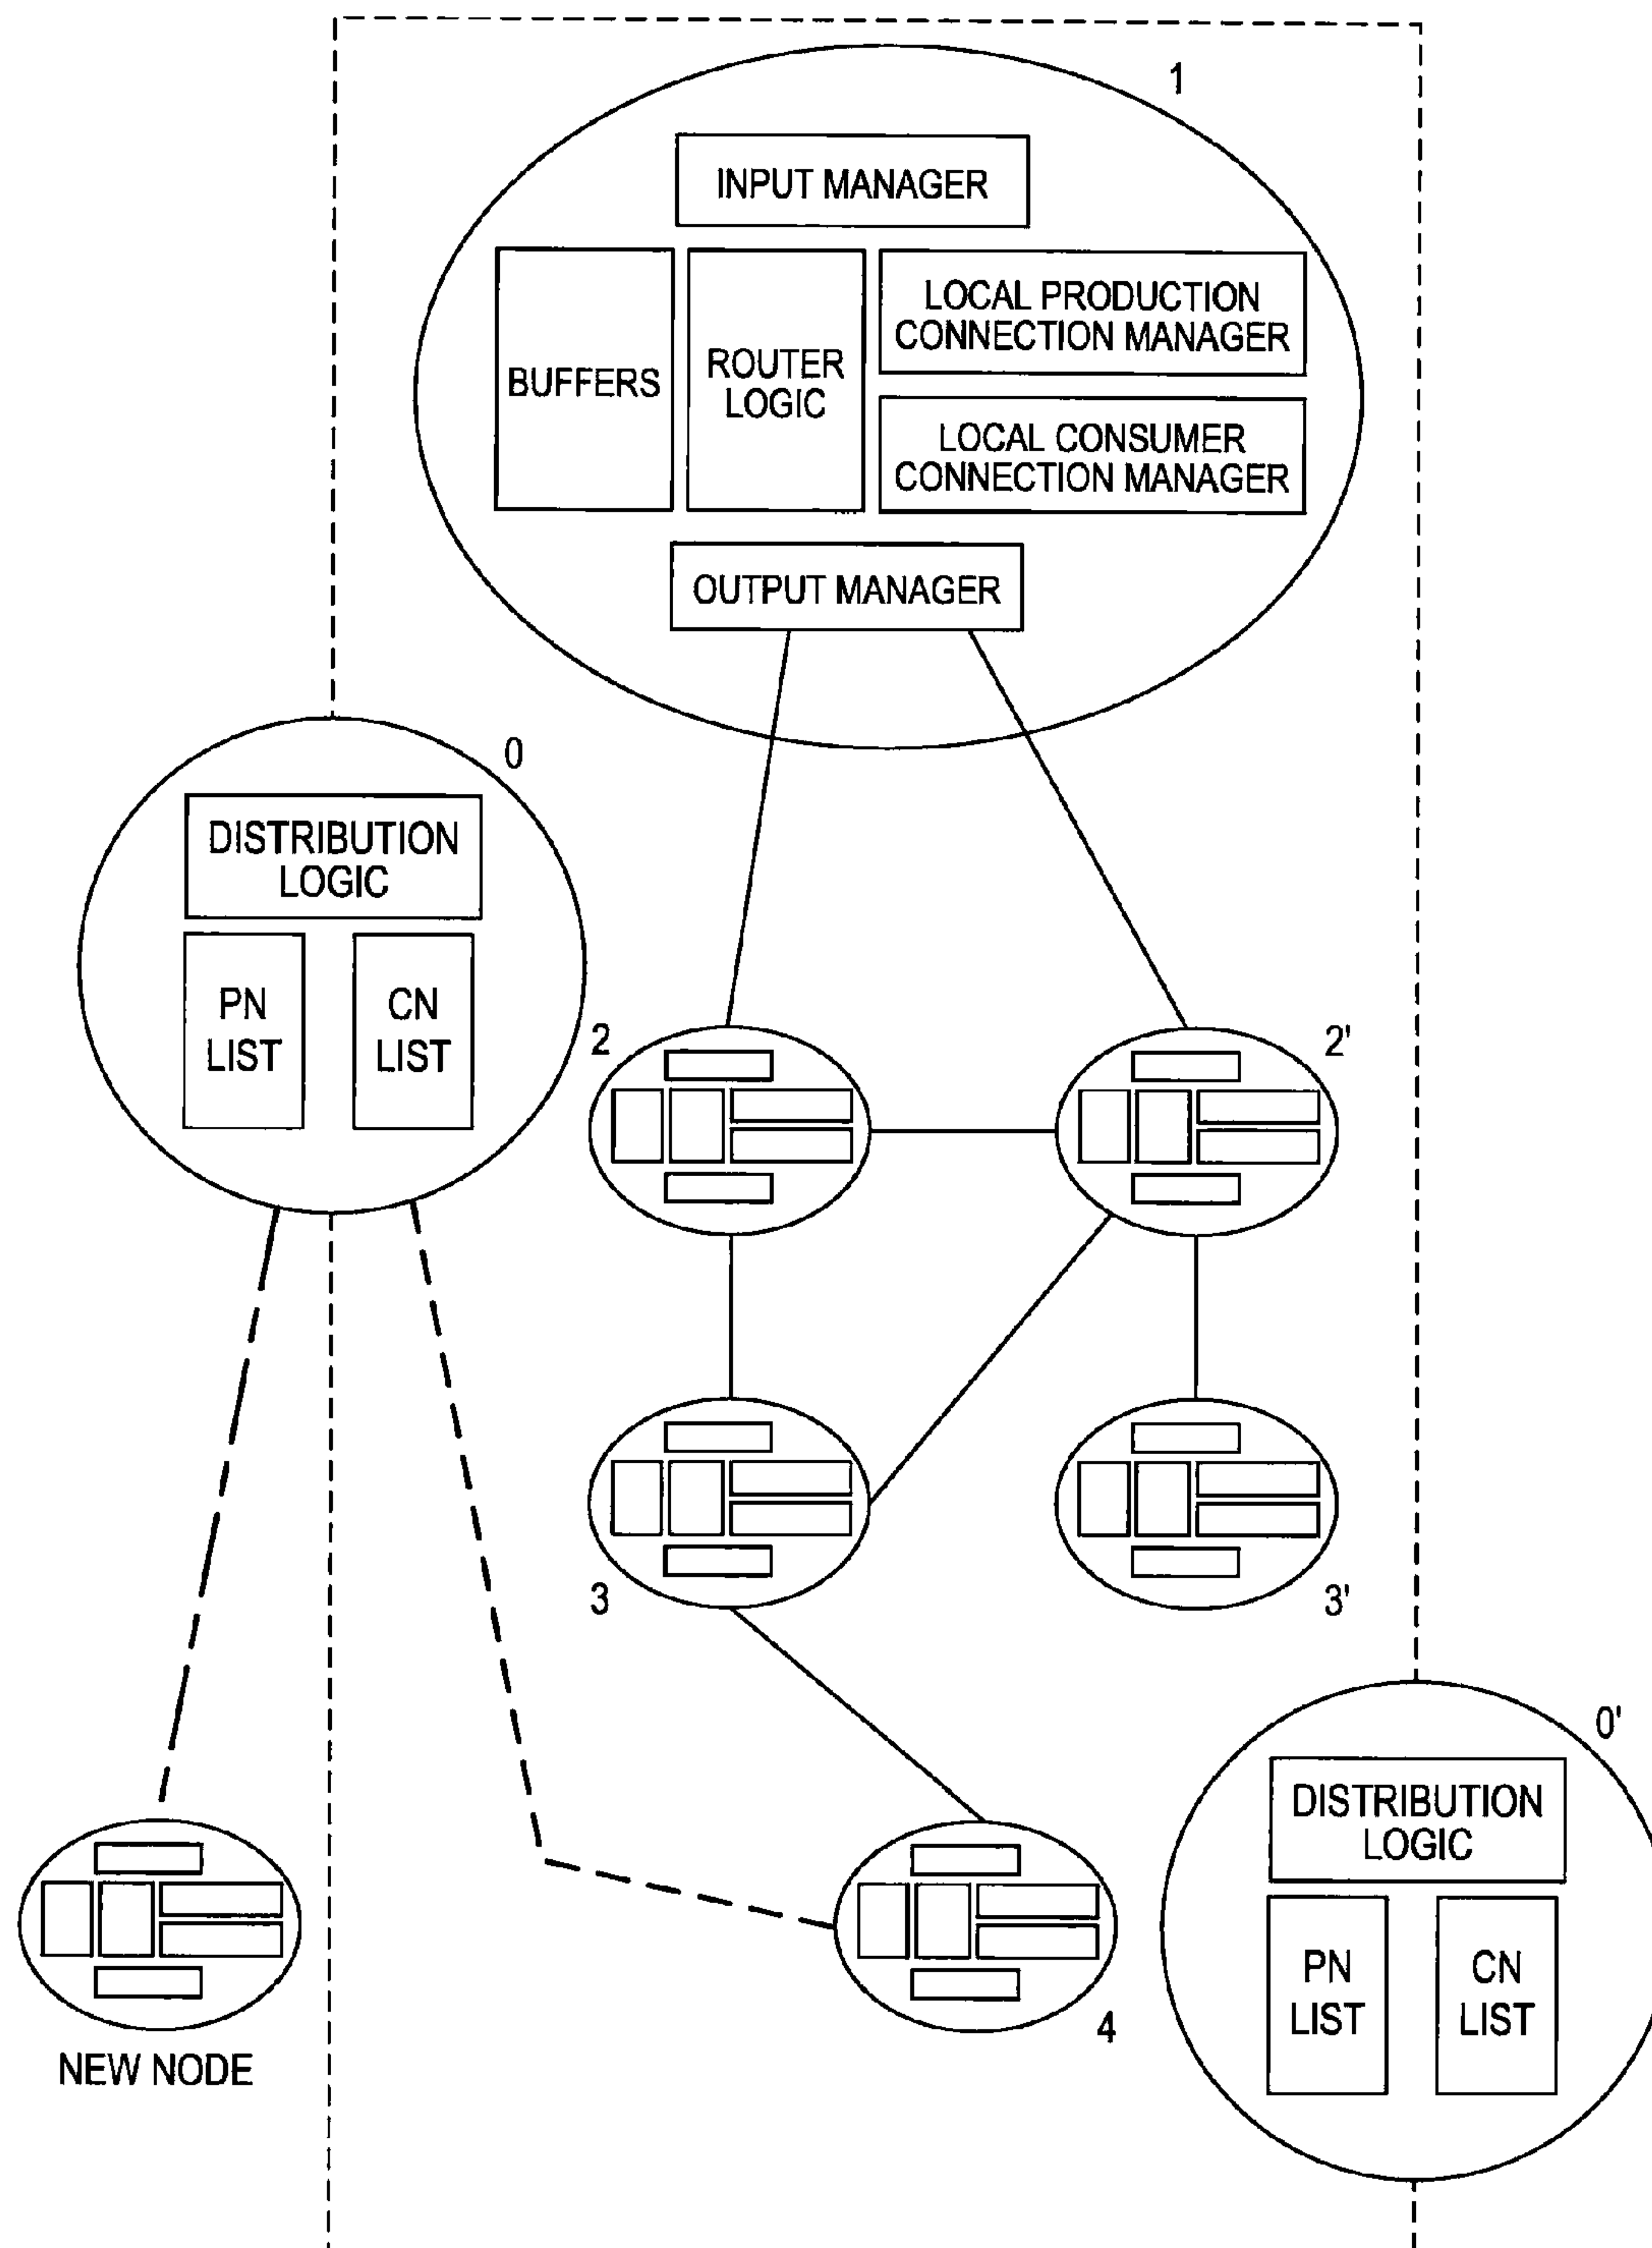 1
INPUT MANAGER
BUFFERS
ROUTER
LOGIC
LOCAL PRODUCTION
CONNECTION MANAGER
LOCAL CONSUMER
CONNECTION MANAGER
OUTPUT MANAGER
0
DISTRIBUTION
LOGIC
PN
LIST
CN
LIST
2
2'
3
3'
0'
DISTRIBUTION
LOGIC
PN
LIST
CN
LIST
4
NEW NODE